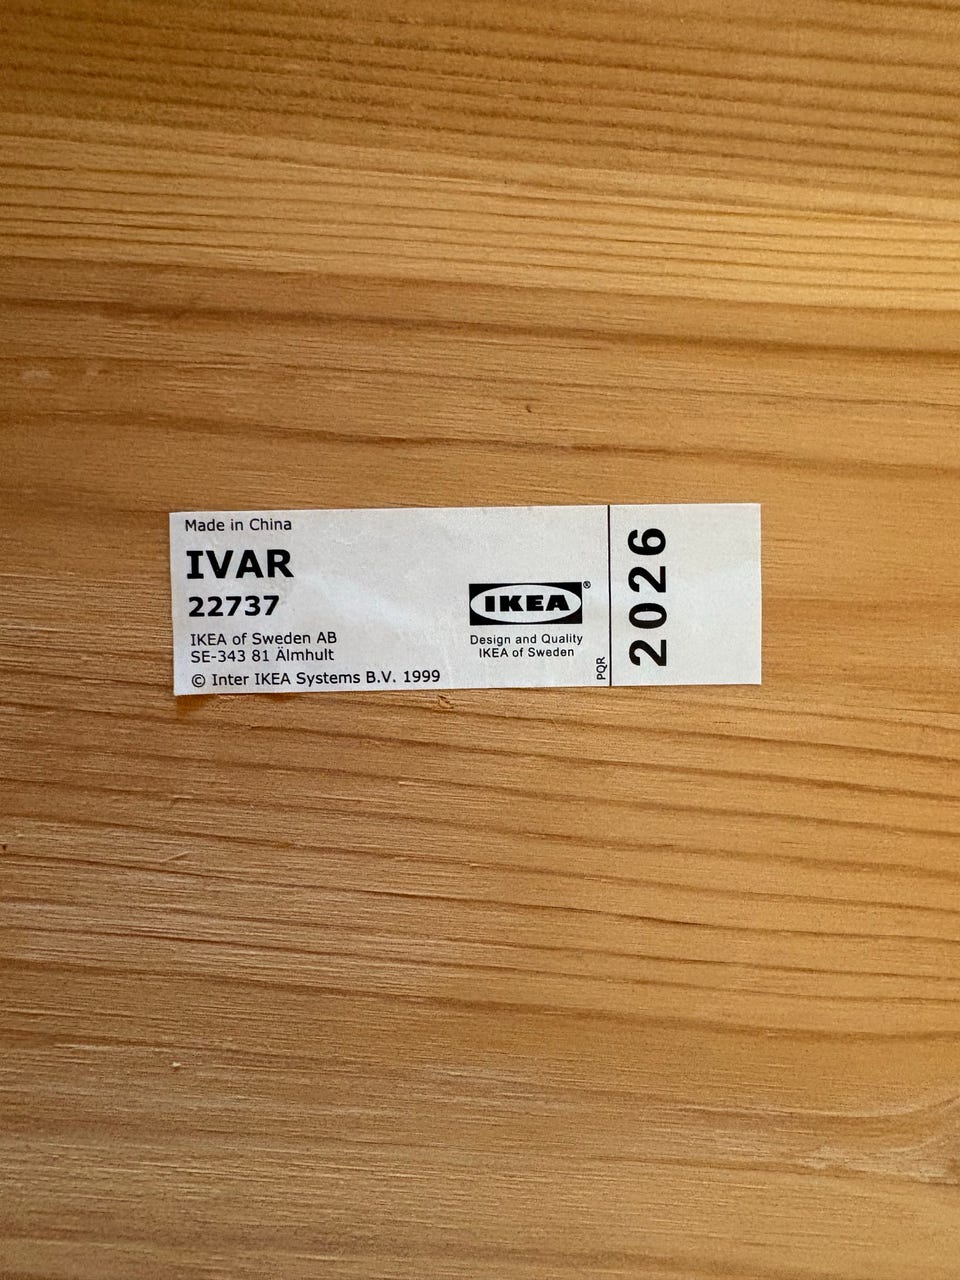 Made in China
IVAR
22737
IKEA of Sweden AB
SE-343 81 Älmhult
© Inter IKEA Systems B.V. 1999
IKEA®
Design and Quality
IKEA of Sweden
PQR
2026